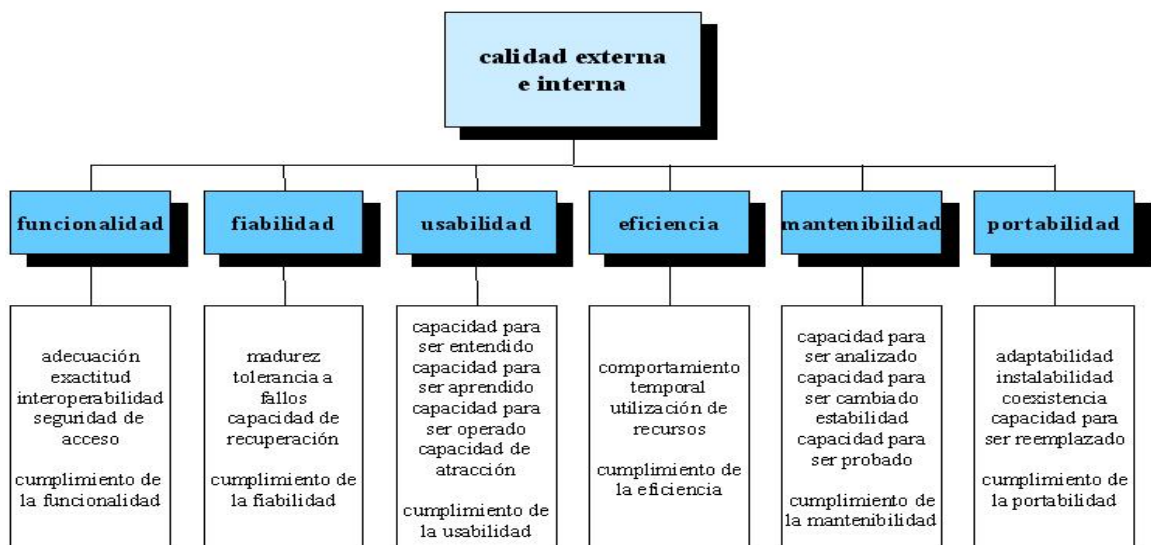 calidad externa
e interna
funcionalidad
fiabilidad
usabilidad
eficiencia
mantenibilidad
portabilidad
adecuación
exactitud
interoperabilidad
seguridad de
acceso
cumplimiento de
la funcionalidad
madurez
tolerancia a
fallos
capacidad de
recuperación
cumplimiento de
la fiabilidad
capacidad para
ser entendido
capacidad para
ser aprendido
capacidad para
ser operado
capacidad de
atracción
cumplimiento de
la usabilidad
comportamiento
temporal
utilización de
recursos
cumplimiento de
la eficiencia
capacidad para
ser analizado
capacidad para
ser cambiado
estabilidad
capacidad para
ser probado
cumplimiento de
la mantenibilidad
adaptabilidad
instalabilidad
coexistencia
capacidad para
ser reemplazado
cumplimiento de
la portabilidad